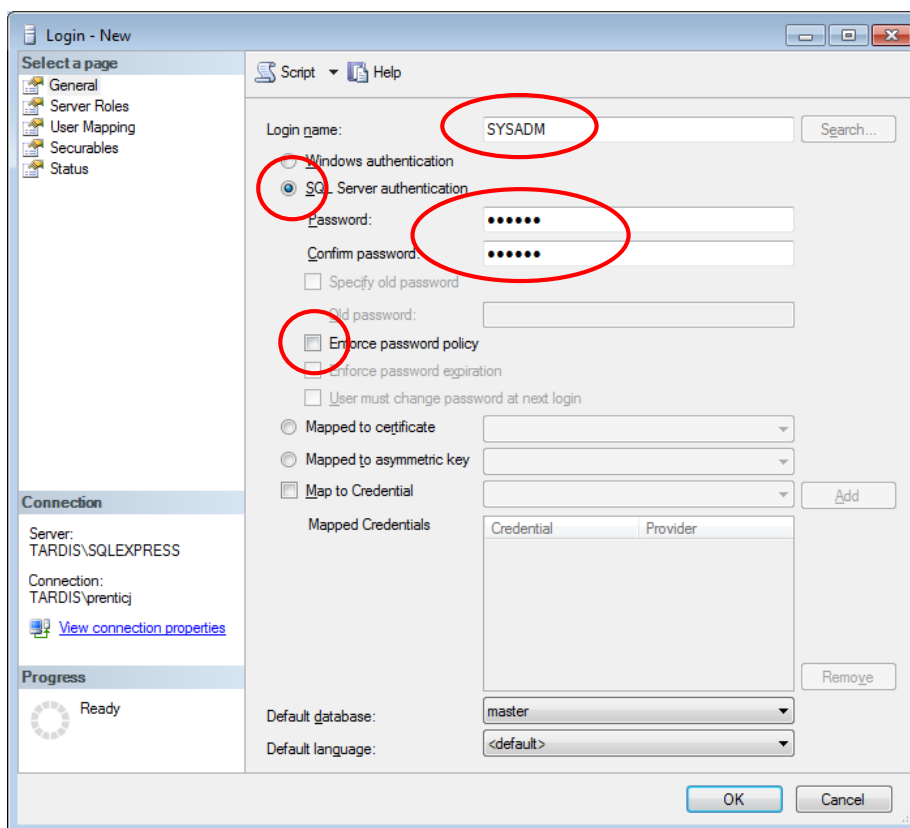 Login - New
Select a page
General
Server Roles
User Mapping
Securables
Status
Script Help
Login name: SYSADM Search...
Windows authentication
SQL Server authentication
Password: ••••••
Confirm password: ••••••
Specify old password
Old password:
Enforce password policy
Enforce password expiration
User must change password at next login
Mapped to certificate
Mapped to asymmetric key
Map to Credential Add
Mapped Credentials Credential Provider
Remove
Default database: master
Default language: <default>
Connection
Server:
TARDIS\SQLEXPRESS
Connection:
TARDIS\prenticj
View connection properties
Progress
Ready
OK Cancel